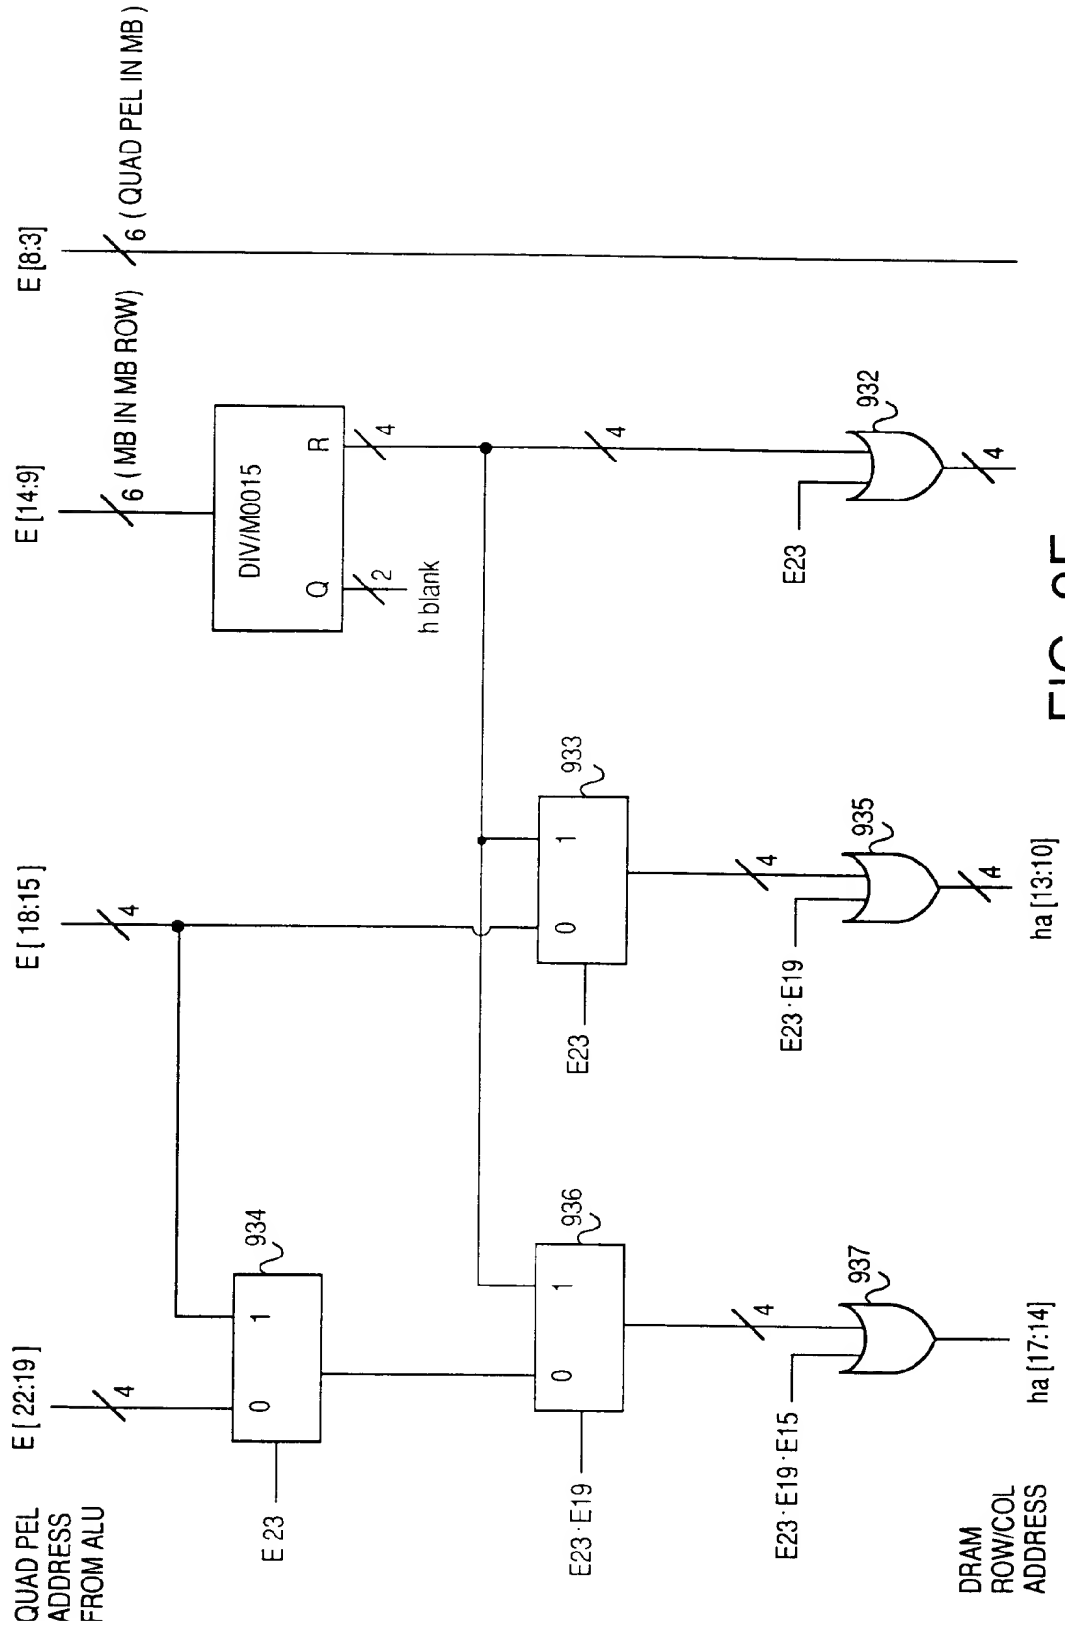 QUAD PEL
ADDRESS
FROM ALU
E [ 22:19 ]
E [ 18:15 ]
E [14:9]
E [8:3]
4
4
6 ( MB IN MB ROW)
6 ( QUAD PEL IN MB )
DIV/M0015
Q
R
2
h blank
4
0
1
934
E 23
0
1
933
E23
0
1
936
E23·E19
4
E23
932
4
4
E23·E19
935
4
4
E23·E19·E15
937
DRAM
ROW/COL
ADDRESS
ha [17:14]
ha [13:10]